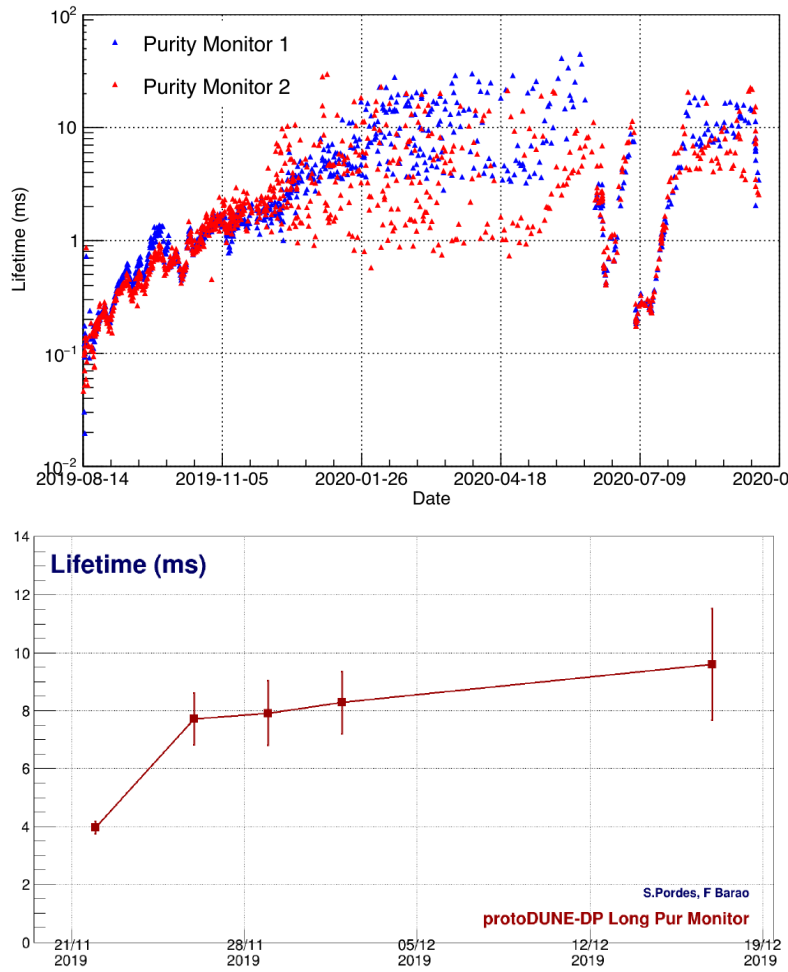 10²
Purity Monitor 1
Purity Monitor 2
10
1
10⁻¹
10⁻²
Lifetime (ms)
2019-08-14 2019-11-05 2020-01-26 2020-04-18 2020-07-09 2020-0
Date
14
Lifetime (ms)
12
10
8
6
4
2
S.Pordes, F Barao
protoDUNE-DP Long Pur Monitor
0
21/11 28/11 05/12 12/12 19/12
2019 2019 2019 2019 2019